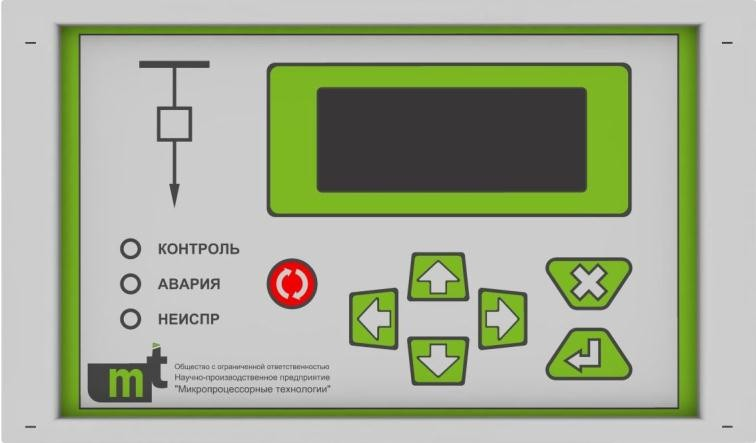 КОНТРОЛЬ
АВАРИЯ
НЕИСПР
mt
Общество с ограниченной ответственностью
Научно-производственное предприятие
"Микропроцессорные технологии"